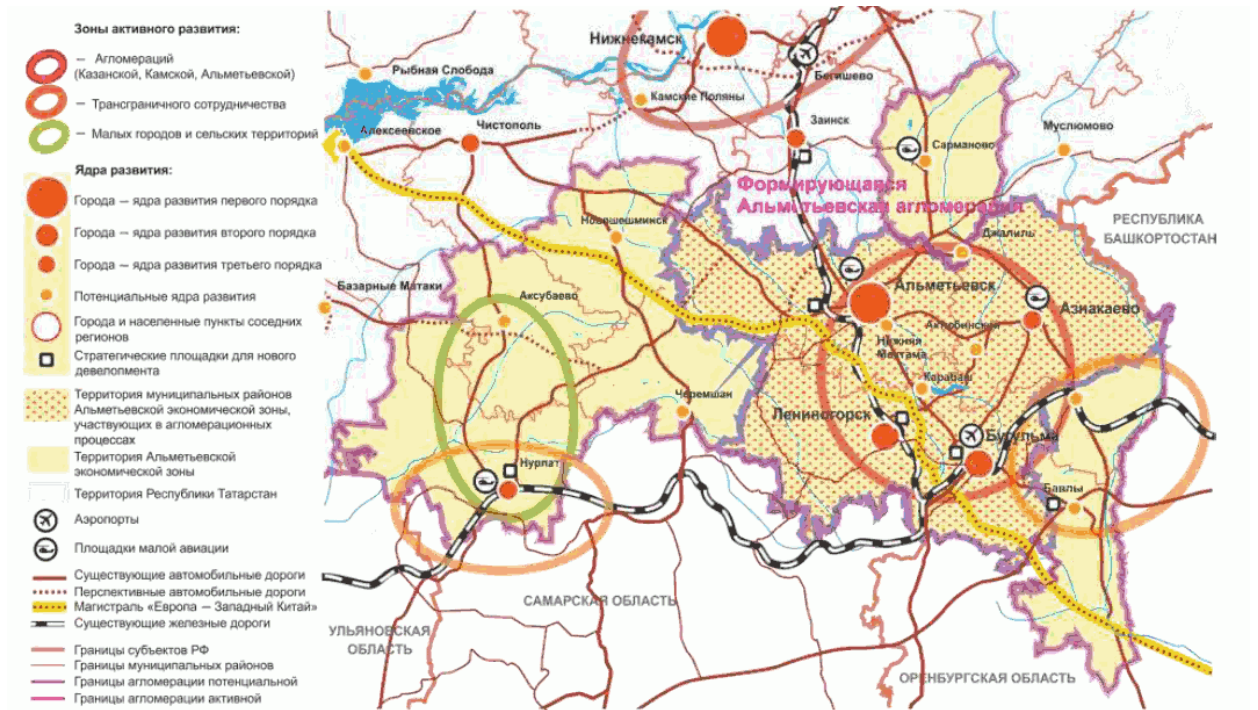 Зоны активного развития:
— Агломераций
(Казанской, Камской, Альметьевской)
— Трансграничного сотрудничества
— Малых городов и сельских территорий
Ядра развития:
Города — ядра развития первого порядка
Города — ядра развития второго порядка
Города — ядра развития третьего порядка
Потенциальные ядра развития
Города и населенные пункты соседних
регионов
Стратегические площадки для нового
девелопмента
Территория муниципальных районов
Альметьевской экономической зоны,
участвующих в агломерационных
процессах
Территория Альметьевской
экономической зоны
Территория Республики Татарстан
Аэропорты
Площадки малой авиации
Существующие автомобильные дороги
Перспективные автомобильные дороги
Магистраль «Европа — Западный Китай»
Существующие железные дороги
Границы субъектов РФ
Границы муниципальных районов
Границы агломерации потенциальной
Границы агломерации активной
Нижнекамск
Рыбная Слобода
Бегишево
Камские Поляны
Алексеевское
Чистополь
Заинск
Муслюмово
Сарманово
Формирующаяся
Альметьевская агломерация
Новошешминск
Джалиль
РЕСПУБЛИКА
БАШКОРТОСТАН
Базарные Матаки
Аксубаево
Альметьевск
Азнакаево
Актюбинский
Нижняя
Мактама
Карабаш
Черемшан
Лениногорск
Бугульма
Нурлат
Бавлы
САМАРСКАЯ ОБЛАСТЬ
УЛЬЯНОВСКАЯ
ОБЛАСТЬ
ОРЕНБУРГСКАЯ ОБЛАСТЬ